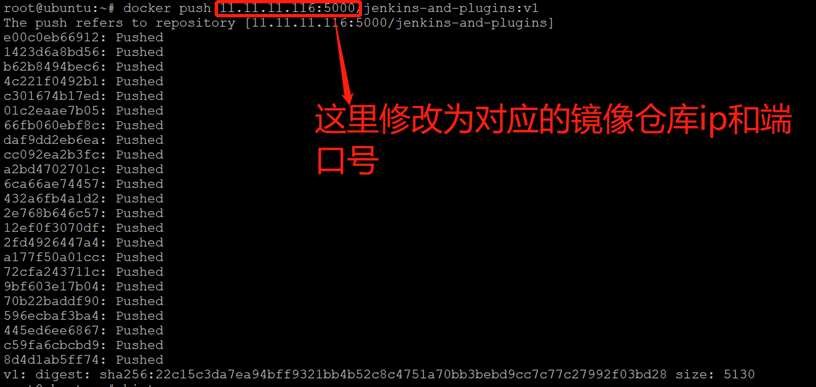 root@ubuntu:~# docker push 11.11.11.116:5000/jenkins-and-plugins:v1
The push refers to repository [11.11.11.116:5000/jenkins-and-plugins]
e00c0eb66912: Pushed
1423d6a8bd56: Pushed
b62b8494bec6: Pushed
4c221f0492b1: Pushed
c301674b17ed: Pushed
01c2eaae7b05: Pushed
66fb060ebf8c: Pushed
daf9dd2eb6ea: Pushed
cc092ea2b3fc: Pushed
a2bd4702701c: Pushed
6ca66ae74457: Pushed
432a6fb4a1d2: Pushed
2e768b646c57: Pushed
12ef0f3070df: Pushed
2fd4926447a4: Pushed
a177f50a01cc: Pushed
72cfa243711c: Pushed
9bf603e17b04: Pushed
70b22baddf90: Pushed
596ecbaf3ba4: Pushed
445ed6ee6867: Pushed
c59fa6cbcbd9: Pushed
8d4d1ab5ff74: Pushed
v1: digest: sha256:22c15c3da7ea94bff9321bb4b52c8c4751a70bb3bebd9cc7c77c27992f03bd28 size: 5130
这里修改为对应的镜像仓库ip和端
口号